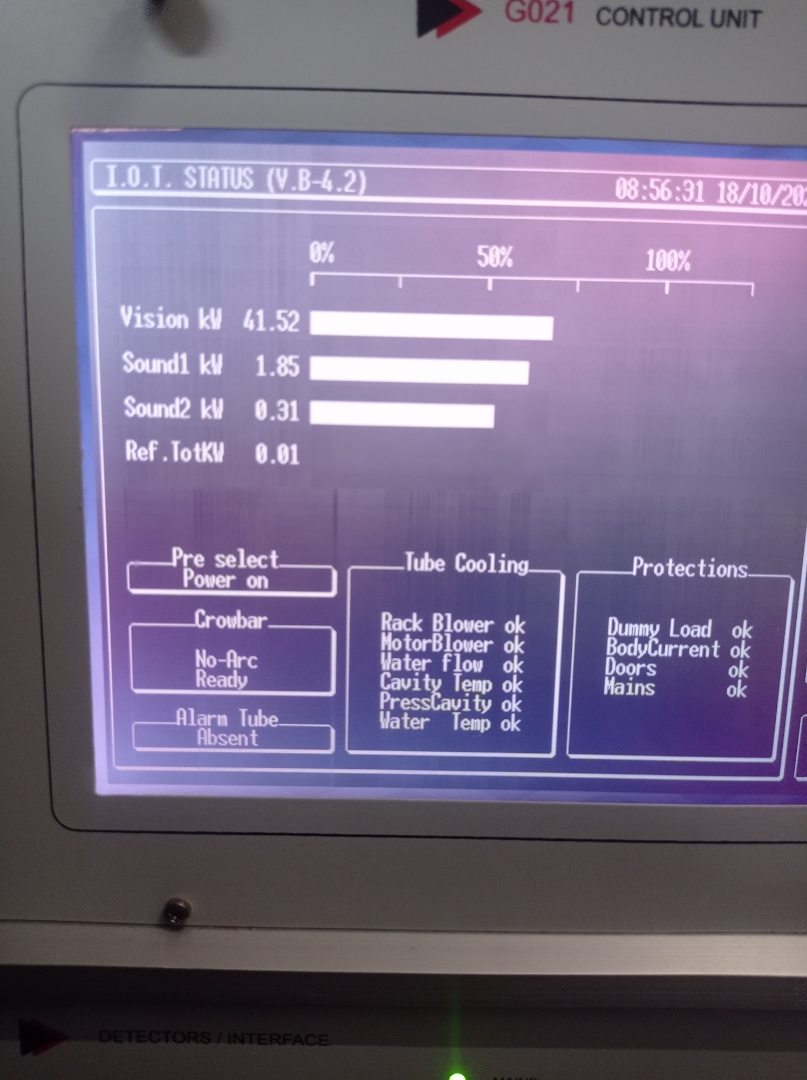 G021 CONTROL UNIT
I.O.T. STATUS (V.B-4.2) 08:56:31 18/10/20
0% 50% 100%
Vision kW 41.52
Sound1 kW 1.85
Sound2 kW 0.31
Ref.TotKW 0.01
Pre select
Power on
Crowbar
No-Arc
Ready
Alarm Tube
Absent
Tube Cooling
Rack Blower ok
MotorBlower ok
Water flow ok
Cavity Temp ok
PressCavity ok
Water Temp ok
Protections
Dummy Load ok
BodyCurrent ok
Doors ok
Mains ok
DETECTORS / INTERFACE